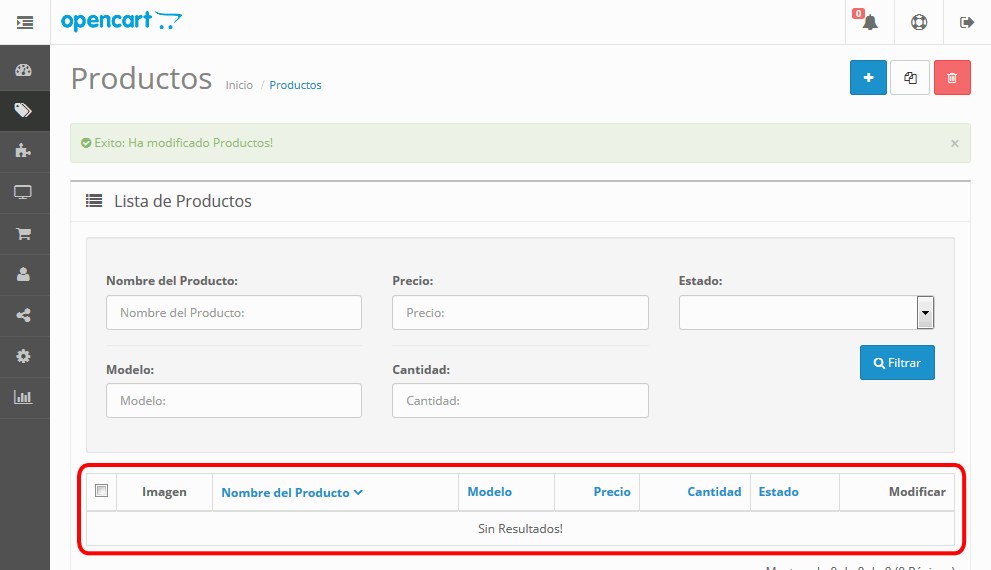 opencart
0
Productos
Inicio / Productos
Exito: Ha modificado Productos! ×
Lista de Productos
Nombre del Producto: Precio: Estado:
Nombre del Producto: Precio:
Filtrar
Modelo: Cantidad:
Modelo: Cantidad:
Imagen Nombre del Producto Modelo Precio Cantidad Estado Modificar
Sin Resultados!